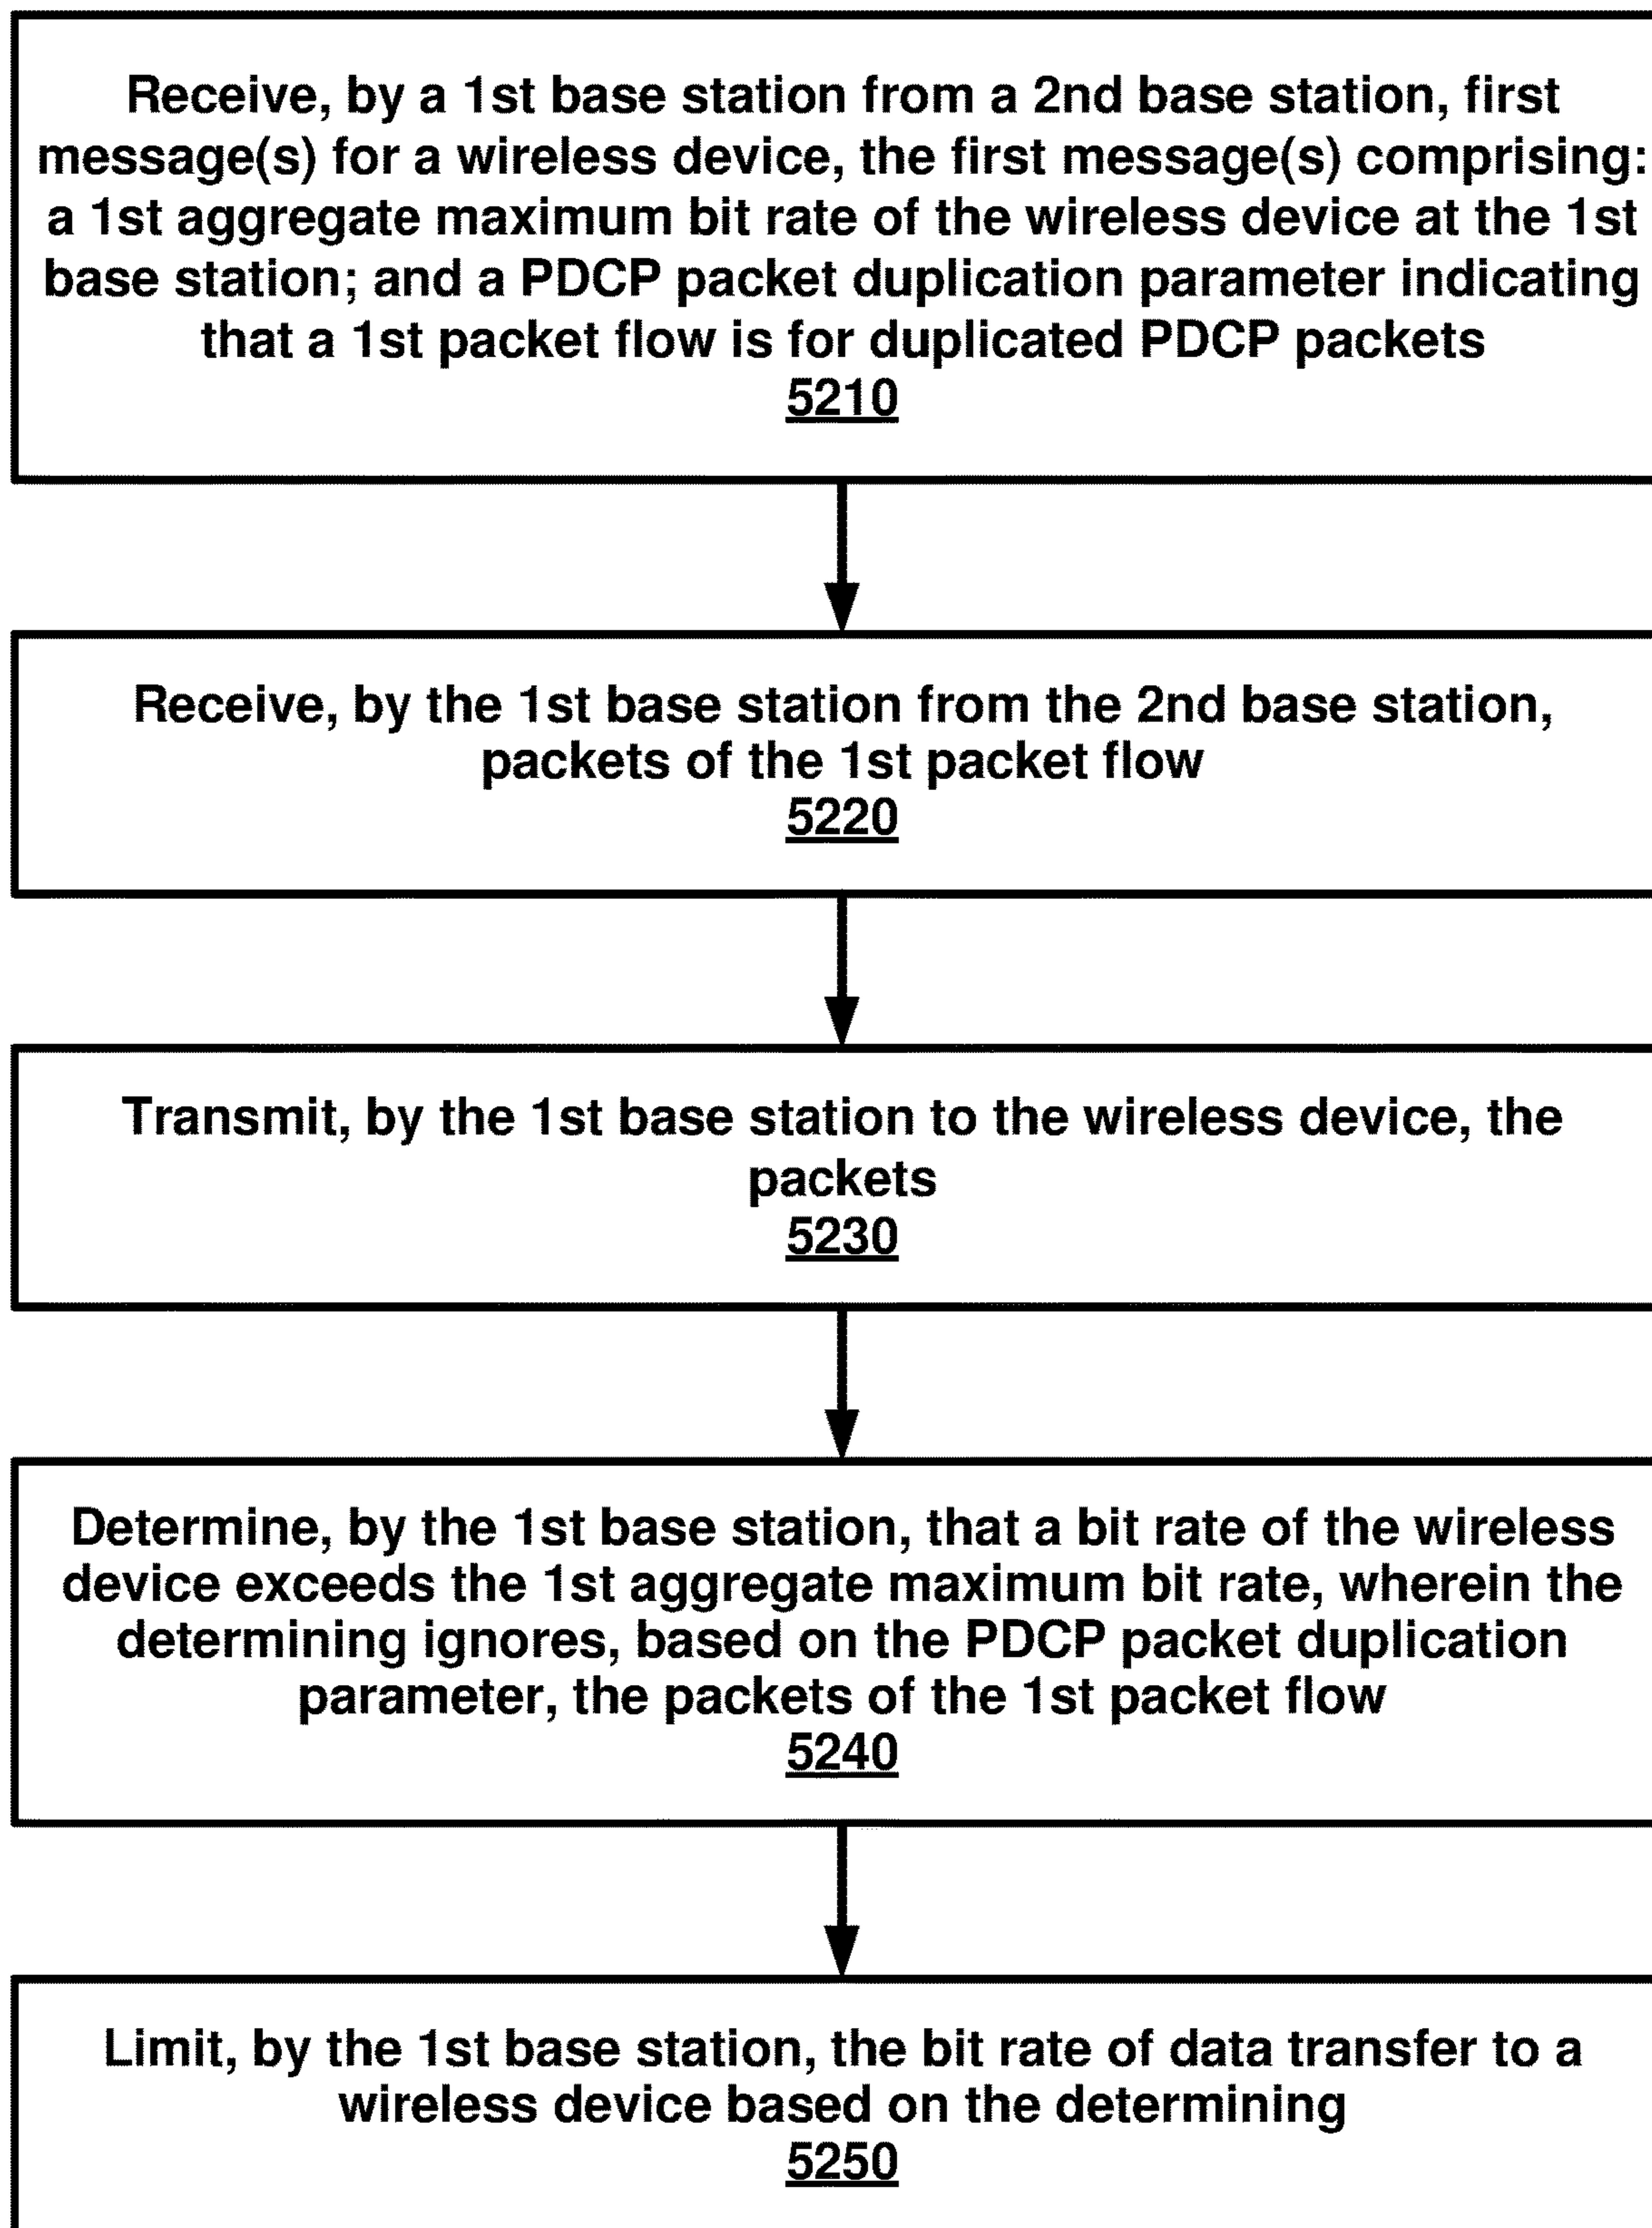 Receive, by a 1st base station from a 2nd base station, first
message(s) for a wireless device, the first message(s) comprising:
a 1st aggregate maximum bit rate of the wireless device at the 1st
base station; and a PDCP packet duplication parameter indicating
that a 1st packet flow is for duplicated PDCP packets
5210
Receive, by the 1st base station from the 2nd base station,
packets of the 1st packet flow
5220
Transmit, by the 1st base station to the wireless device, the
packets
5230
Determine, by the 1st base station, that a bit rate of the wireless
device exceeds the 1st aggregate maximum bit rate, wherein the
determining ignores, based on the PDCP packet duplication
parameter, the packets of the 1st packet flow
5240
Limit, by the 1st base station, the bit rate of data transfer to a
wireless device based on the determining
5250